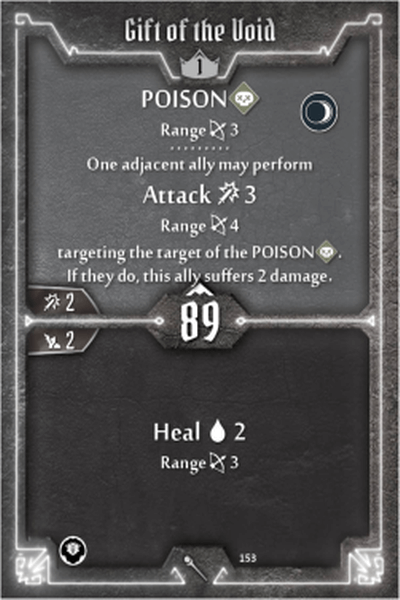 Gift of the Void
1
POISON
Range 3
One adjacent ally may perform
Attack 3
Range 4
targeting the target of the POISON.
If they do, this ally suffers 2 damage.
2
89
2
Heal 2
Range 3
153